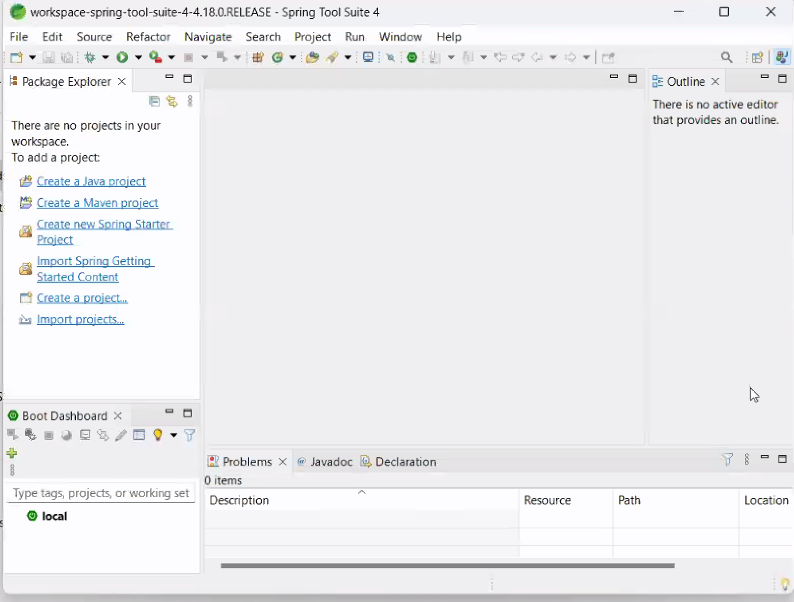 workspace-spring-tool-suite-4-4.18.0.RELEASE - Spring Tool Suite 4
File Edit Source Refactor Navigate Search Project Run Window Help
Package Explorer
There are no projects in your
workspace.
To add a project:
Create a Java project
Create a Maven project
Create new Spring Starter
Project
Import Spring Getting
Started Content
Create a project...
Import projects...
Outline
There is no active editor
that provides an outline.
Boot Dashboard
Type tags, projects, or working set
local
Problems Javadoc Declaration
0 items
Description Resource Path Location